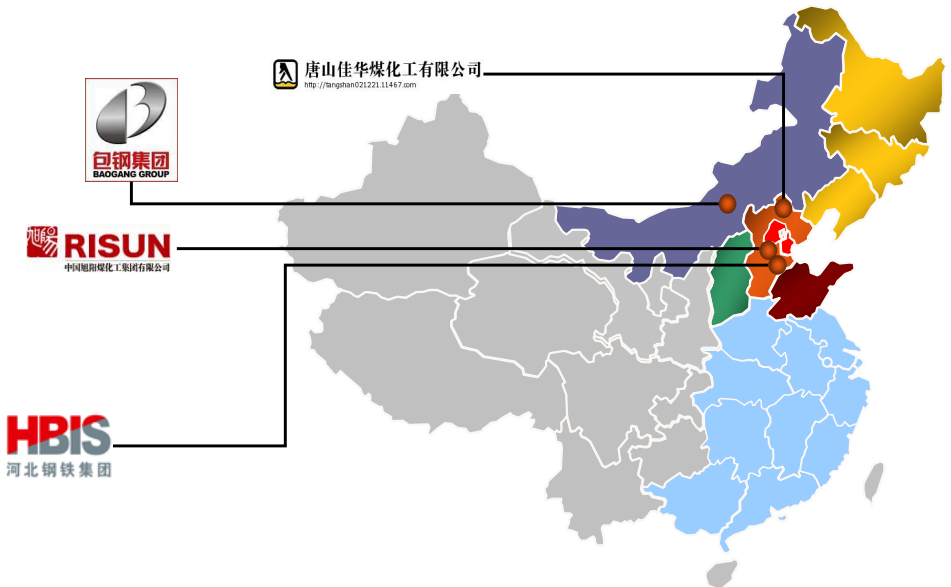 唐山佳华煤化工有限公司
http://tangshan021221.11467.com
包钢集团
BAOGANG GROUP
旭阳
RISUN
中国旭阳煤化工集团有限公司
HBIS
河北钢铁集团